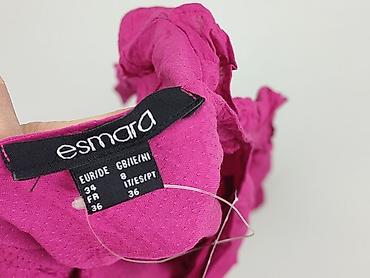 esmara
EUR/DE GB/IE/NI
34 8
FR IT/ES/PT
36 36